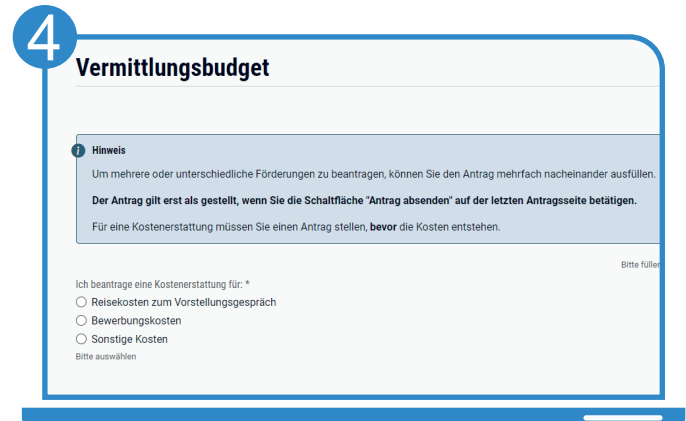 4
Vermittlungsbudget
i Hinweis
Um mehrere oder unterschiedliche Förderungen zu beantragen, können Sie den Antrag mehrfach nacheinander ausfüllen.
Der Antrag gilt erst als gestellt, wenn Sie die Schaltfläche "Antrag absenden" auf der letzten Antragsseite betätigen.
Für eine Kostenerstattung müssen Sie einen Antrag stellen, bevor die Kosten entstehen.
Bitte füller
Ich beantrage eine Kostenerstattung für: *
Reisekosten zum Vorstellungsgespräch
Bewerbungskosten
Sonstige Kosten
Bitte auswählen